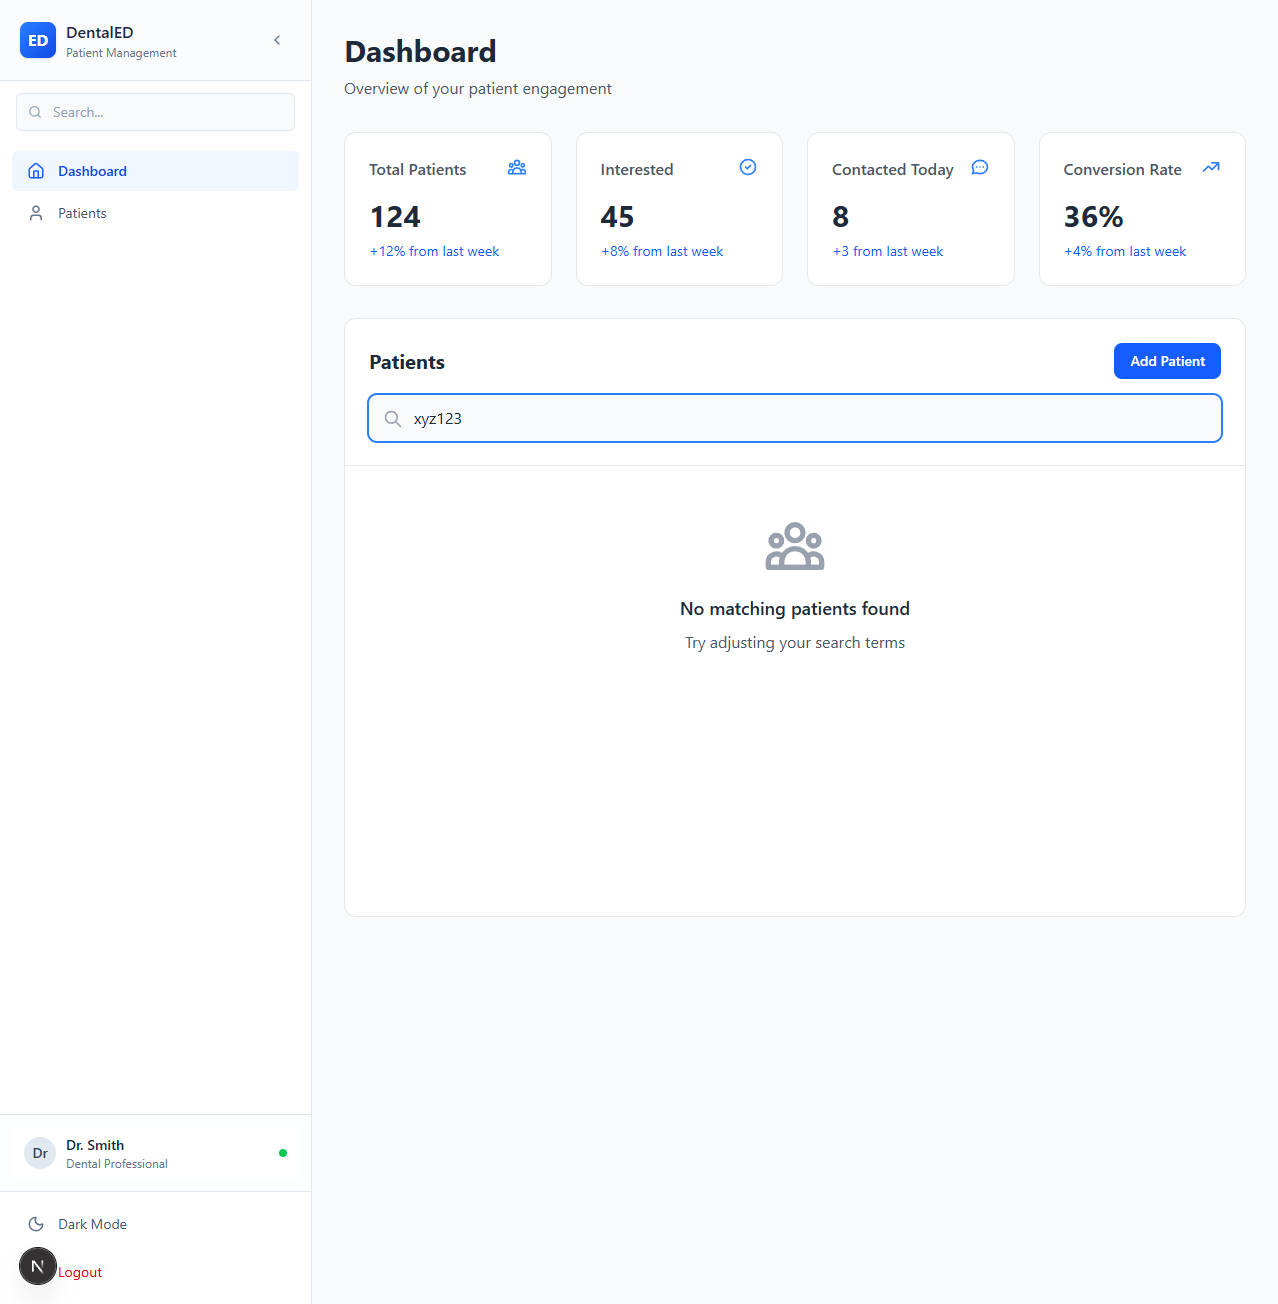 ED
DentalED
Patient Management
Search...
Dashboard
Patients
Dr
Dr. Smith
Dental Professional
Dark Mode
N
Logout
Dashboard
Overview of your patient engagement
Total Patients
124
+12% from last week
Interested
45
+8% from last week
Contacted Today
8
+3 from last week
Conversion Rate
36%
+4% from last week
Patients
Add Patient
xyz123
No matching patients found
Try adjusting your search terms